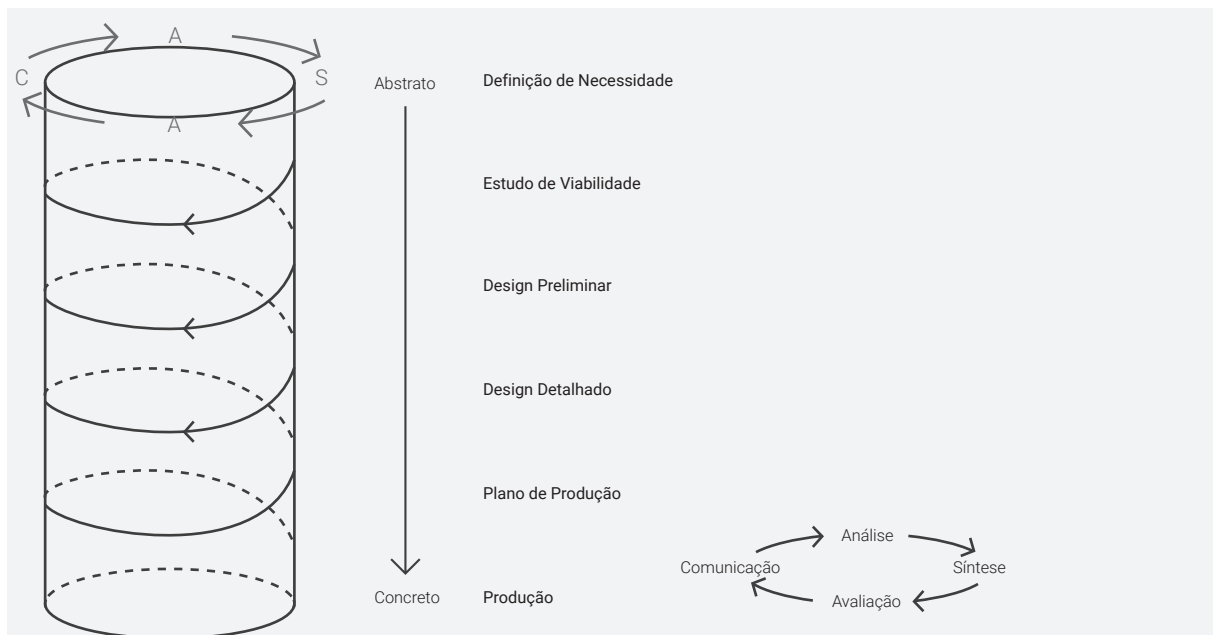 A
C
S
A
Abstrato
Definição de Necessidade
Estudo de Viabilidade
Design Preliminar
Design Detalhado
Plano de Produção
Análise
Comunicação
Síntese
Avaliação
Concreto
Produção